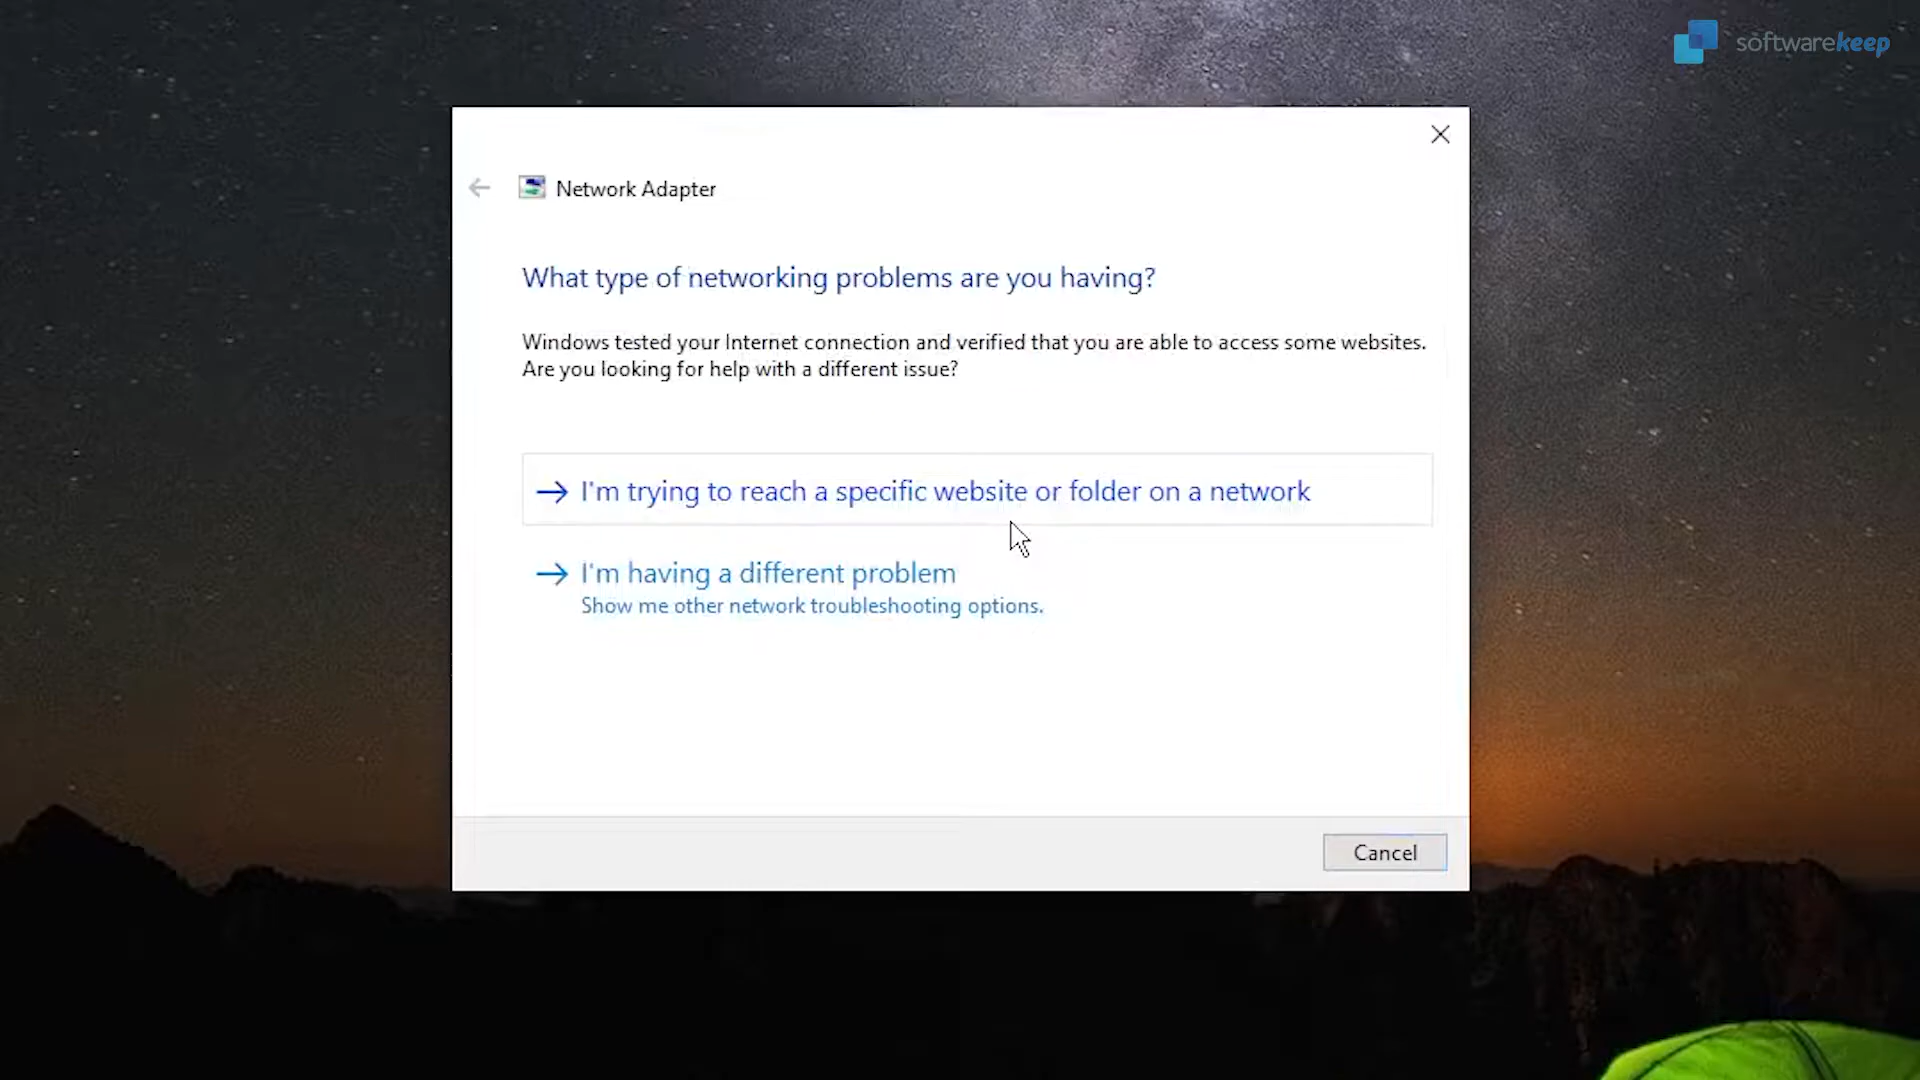 softwarekeep
Network Adapter
What type of networking problems are you having?
Windows tested your Internet connection and verified that you are able to access some websites.
Are you looking for help with a different issue?
I'm trying to reach a specific website or folder on a network
I'm having a different problem
Show me other network troubleshooting options.
Cancel